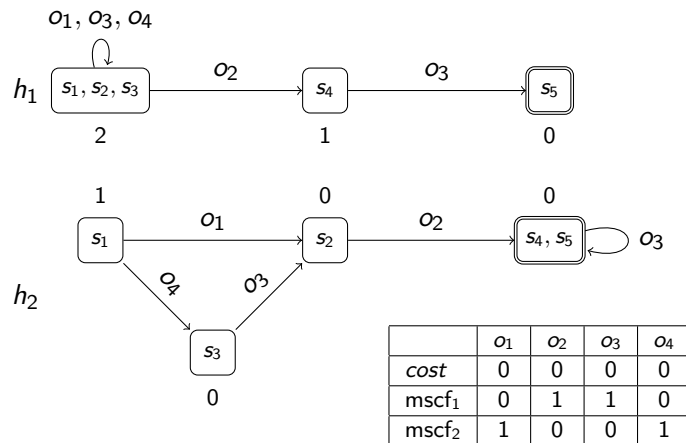 o₁, o₃, o₄
h₁ s₁, s₂, s₃ o₂ s₄ o₃ s₅
2 1 0
1 0 0
s₁ o₁ s₂ o₂ s₄, s₅ o₃
o₄ o₃
h₂
s₃
0
o₁ o₂ o₃ o₄
cost 0 0 0 0
mscf₁ 0 1 1 0
mscf₂ 1 0 0 1